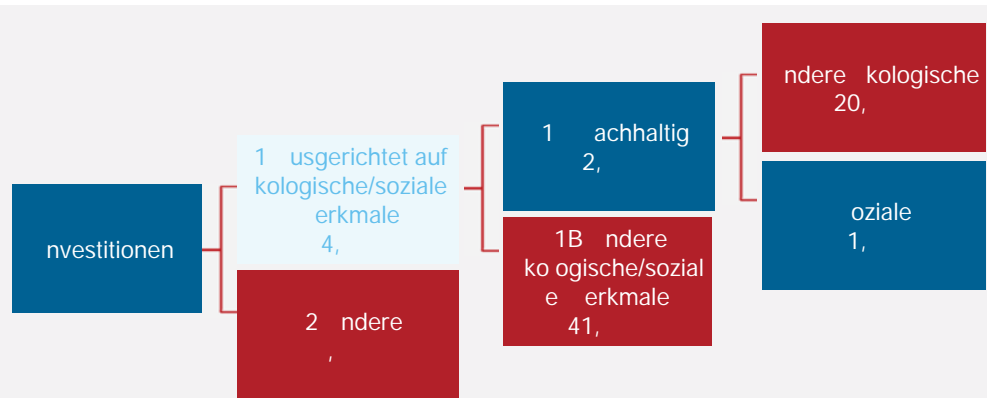 nvestitionen
1 usgerichtet auf
kologische/soziale
erkmale
4,
2 ndere
,
1 achhaltig
2,
1B ndere
ko ogische/sozial
e erkmale
41,
ndere kologische
20,
oziale
1,